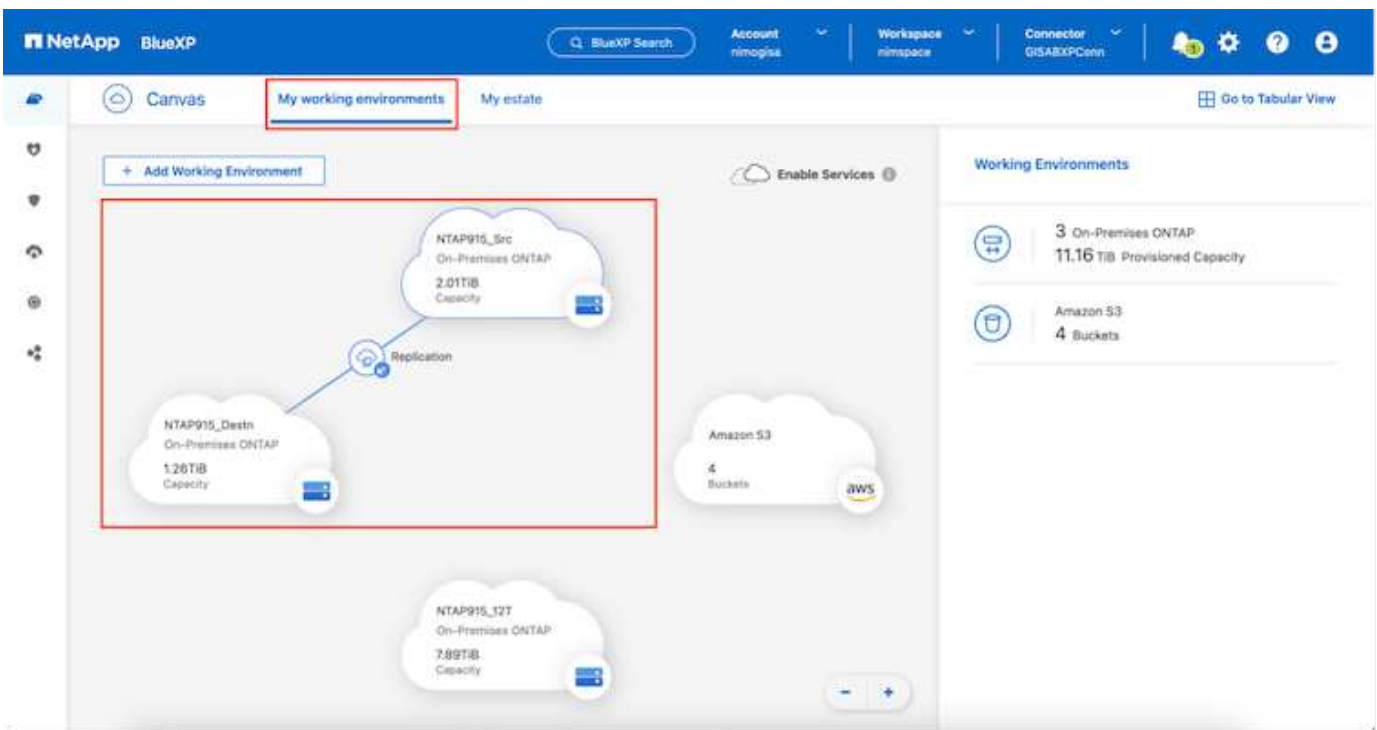 NetApp BlueXP
BlueXP Search
Account
nimogisa
Workspace
nimspace
Connector
GISABXPConn
1
Canvas
My working environments
My estate
Go to Tabular View
+ Add Working Environment
Enable Services
NTAP915_Src
On-Premises ONTAP
2.01TiB
Capacity
Replication
NTAP915_Destn
On-Premises ONTAP
1.26TiB
Capacity
Amazon S3
4
Buckets
aws
NTAP915_12T
On-Premises ONTAP
7.89TiB
Capacity
- +
Working Environments
3 On-Premises ONTAP
11.16 TiB Provisioned Capacity
Amazon S3
4 Buckets